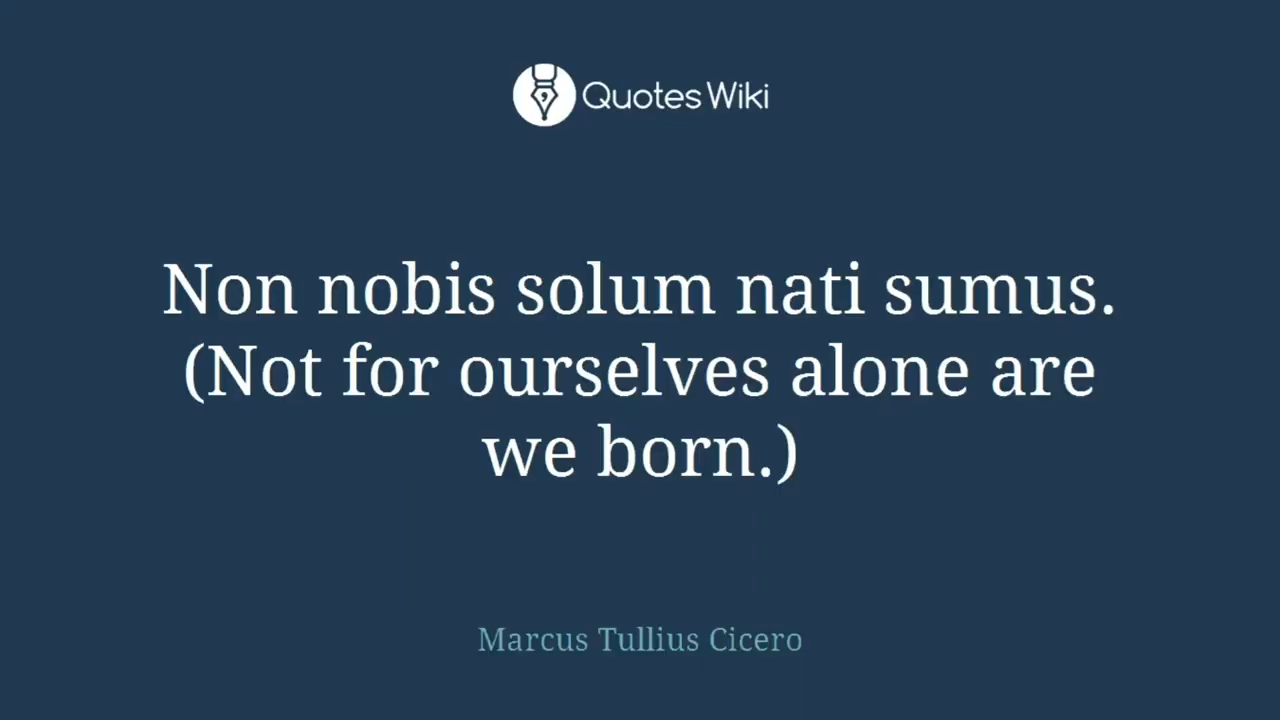 Quotes Wiki
Non nobis solum nati sumus.
(Not for ourselves alone are
we born.)
Marcus Tullius Cicero